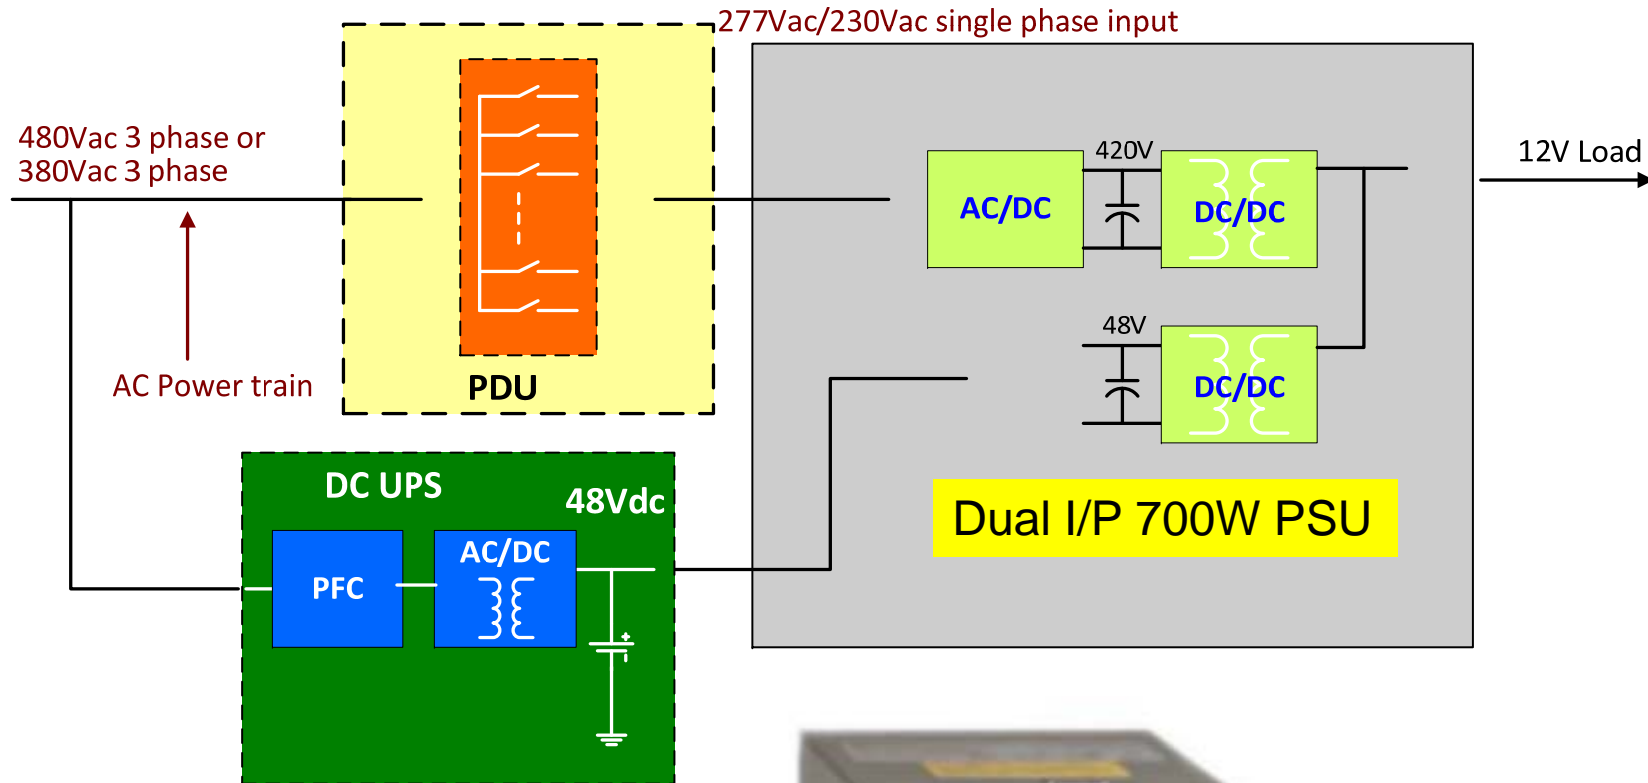 277Vac/230Vac single phase input
480Vac 3 phase or
380Vac 3 phase
AC Power train
PDU
AC/DC
420V
DC/DC
12V Load
48V
DC/DC
Dual I/P 700W PSU
DC UPS
48Vdc
PFC
AC/DC